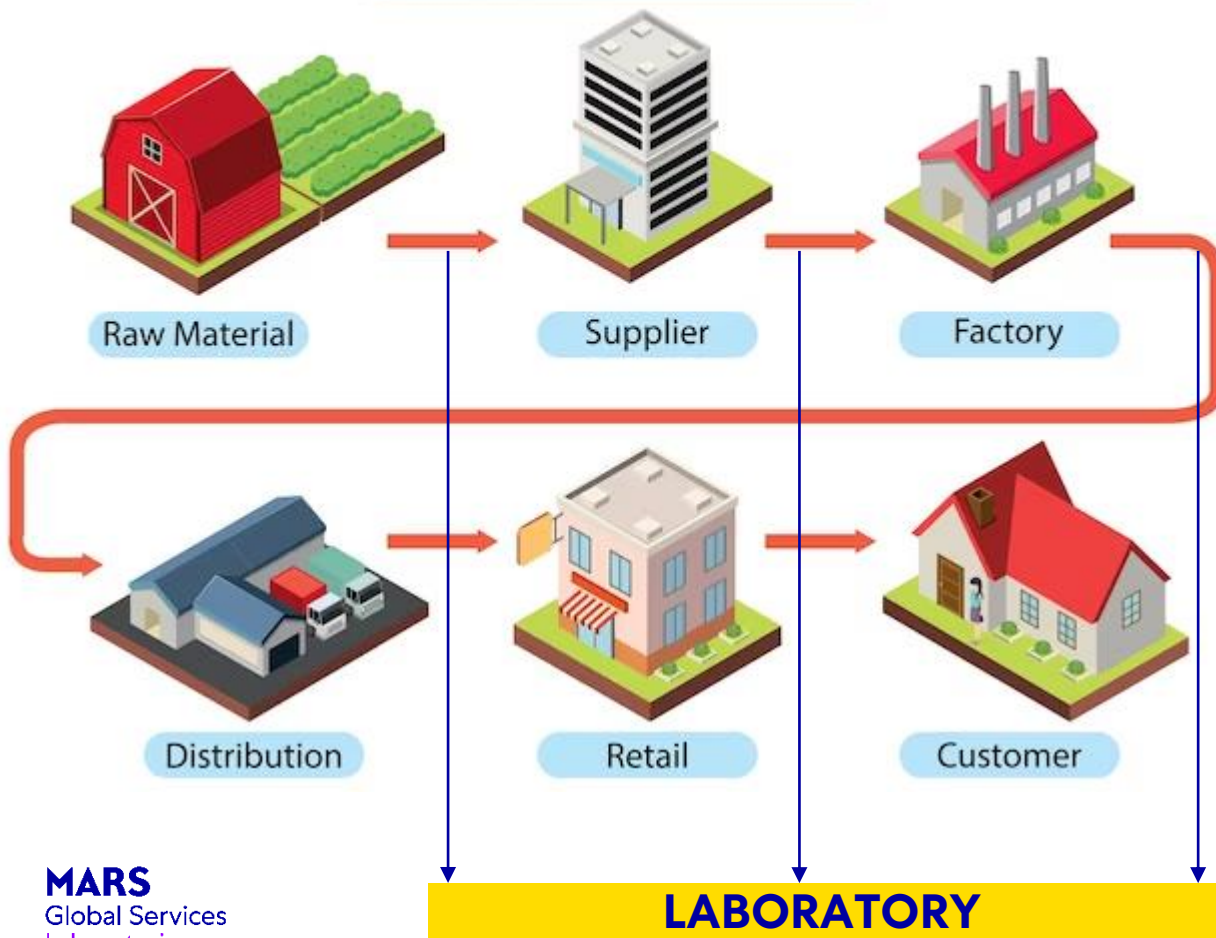 Raw Material
Supplier
Factory
Distribution
Retail
Customer
MARS
Global Services
LABORATORY